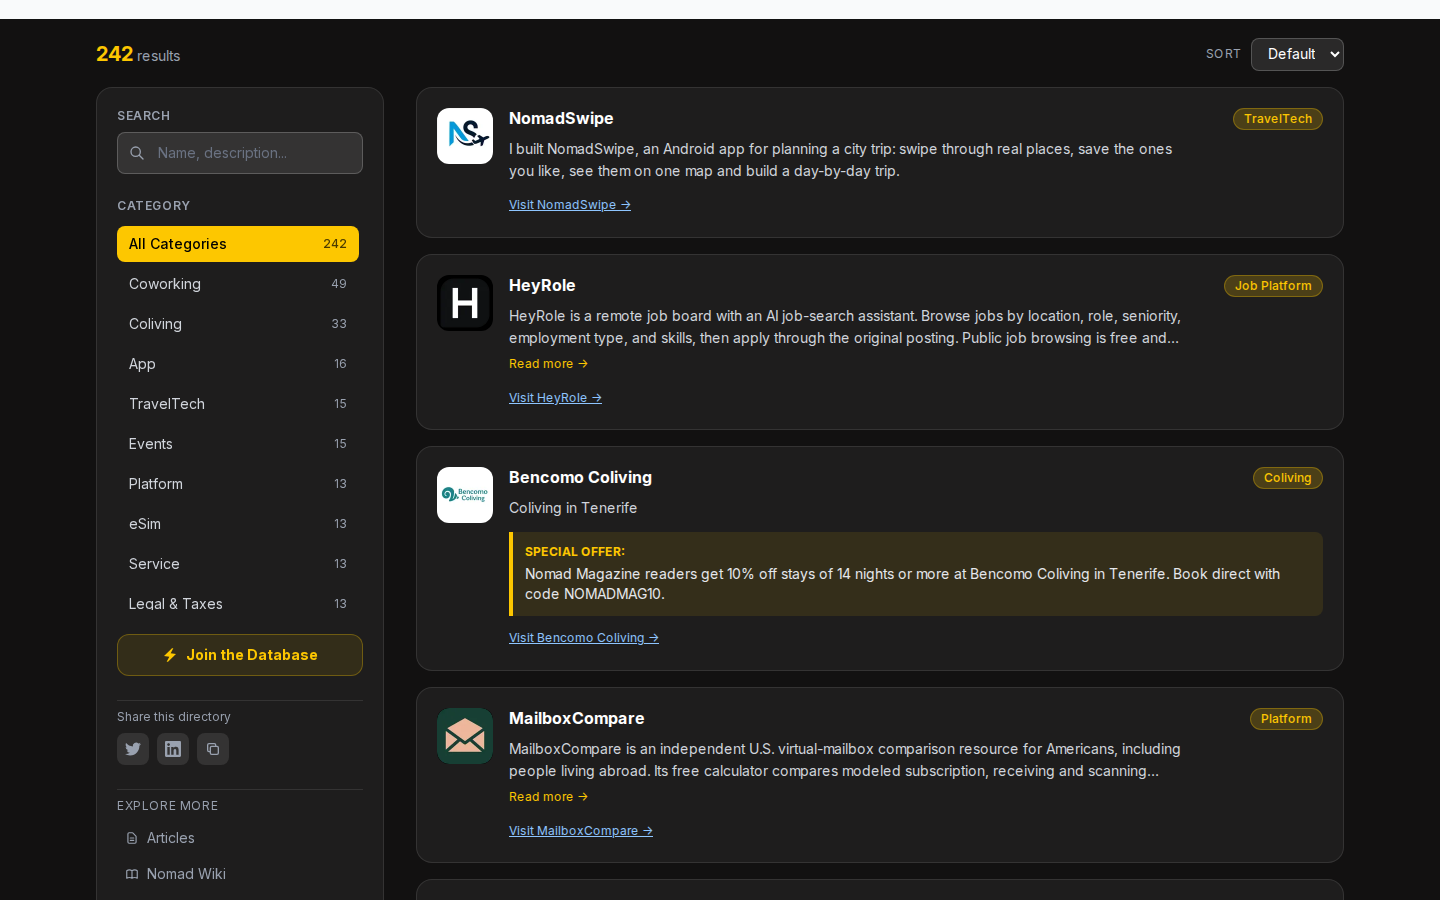 242 results
SORT
Default
SEARCH
Name, description...
CATEGORY
All Categories 242
Coworking 49
Coliving 33
App 16
TravelTech 15
Events 15
Platform 13
eSim 13
Service 13
Legal & Taxes 13
Join the Database
Share this directory
EXPLORE MORE
Articles
Nomad Wiki
NS
NomadSwipe
TravelTech
I built NomadSwipe, an Android app for planning a city trip: swipe through real places, save the ones
you like, see them on one map and build a day-by-day trip.
Visit NomadSwipe →
H
HeyRole
Job Platform
HeyRole is a remote job board with an AI job-search assistant. Browse jobs by location, role, seniority,
employment type, and skills, then apply through the original posting. Public job browsing is free and...
Read more →
Visit HeyRole →
Bencomo
Coliving
Bencomo Coliving
Coliving
Coliving in Tenerife
SPECIAL OFFER:
Nomad Magazine readers get 10% off stays of 14 nights or more at Bencomo Coliving in Tenerife. Book direct with
code NOMADMAG10.
Visit Bencomo Coliving →
MailboxCompare
Platform
MailboxCompare is an independent U.S. virtual-mailbox comparison resource for Americans, including
people living abroad. Its free calculator compares modeled subscription, receiving and scanning...
Read more →
Visit MailboxCompare →